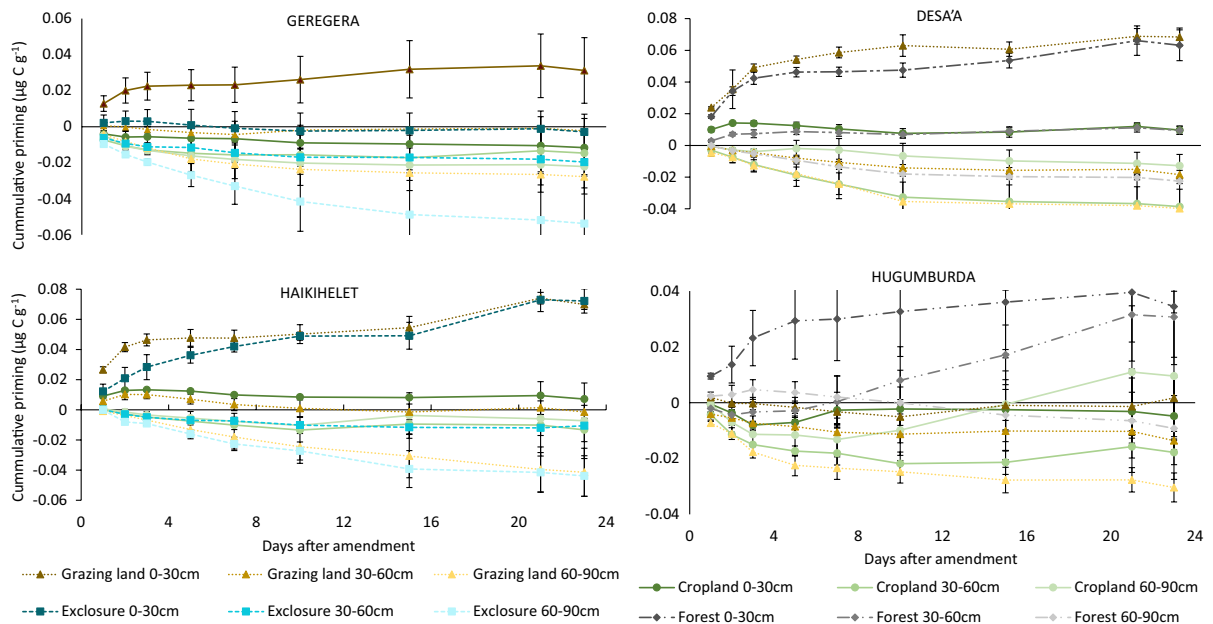 GEREGERA
0.06
0.04
0.02
0
-0.02
-0.04
-0.06
Cummulative priming (µg C g⁻¹)
DESA'A
0.08
0.06
0.04
0.02
0
-0.02
-0.04
HAIKIHELET
0.08
0.06
0.04
0.02
0
-0.02
-0.04
-0.06
Cummulative priming (µg C g⁻¹)
0 4 8 12 16 20 24
Days after amendment
HUGUMBURDA
0.04
0.02
0
-0.02
-0.04
0 4 8 12 16 20 24
Days after amendment
Grazing land 0-30cm Grazing land 30-60cm Grazing land 60-90cm
Exclosure 0-30cm Exclosure 30-60cm Exclosure 60-90cm
Cropland 0-30cm Cropland 30-60cm Cropland 60-90cm
Forest 0-30cm Forest 30-60cm Forest 60-90cm